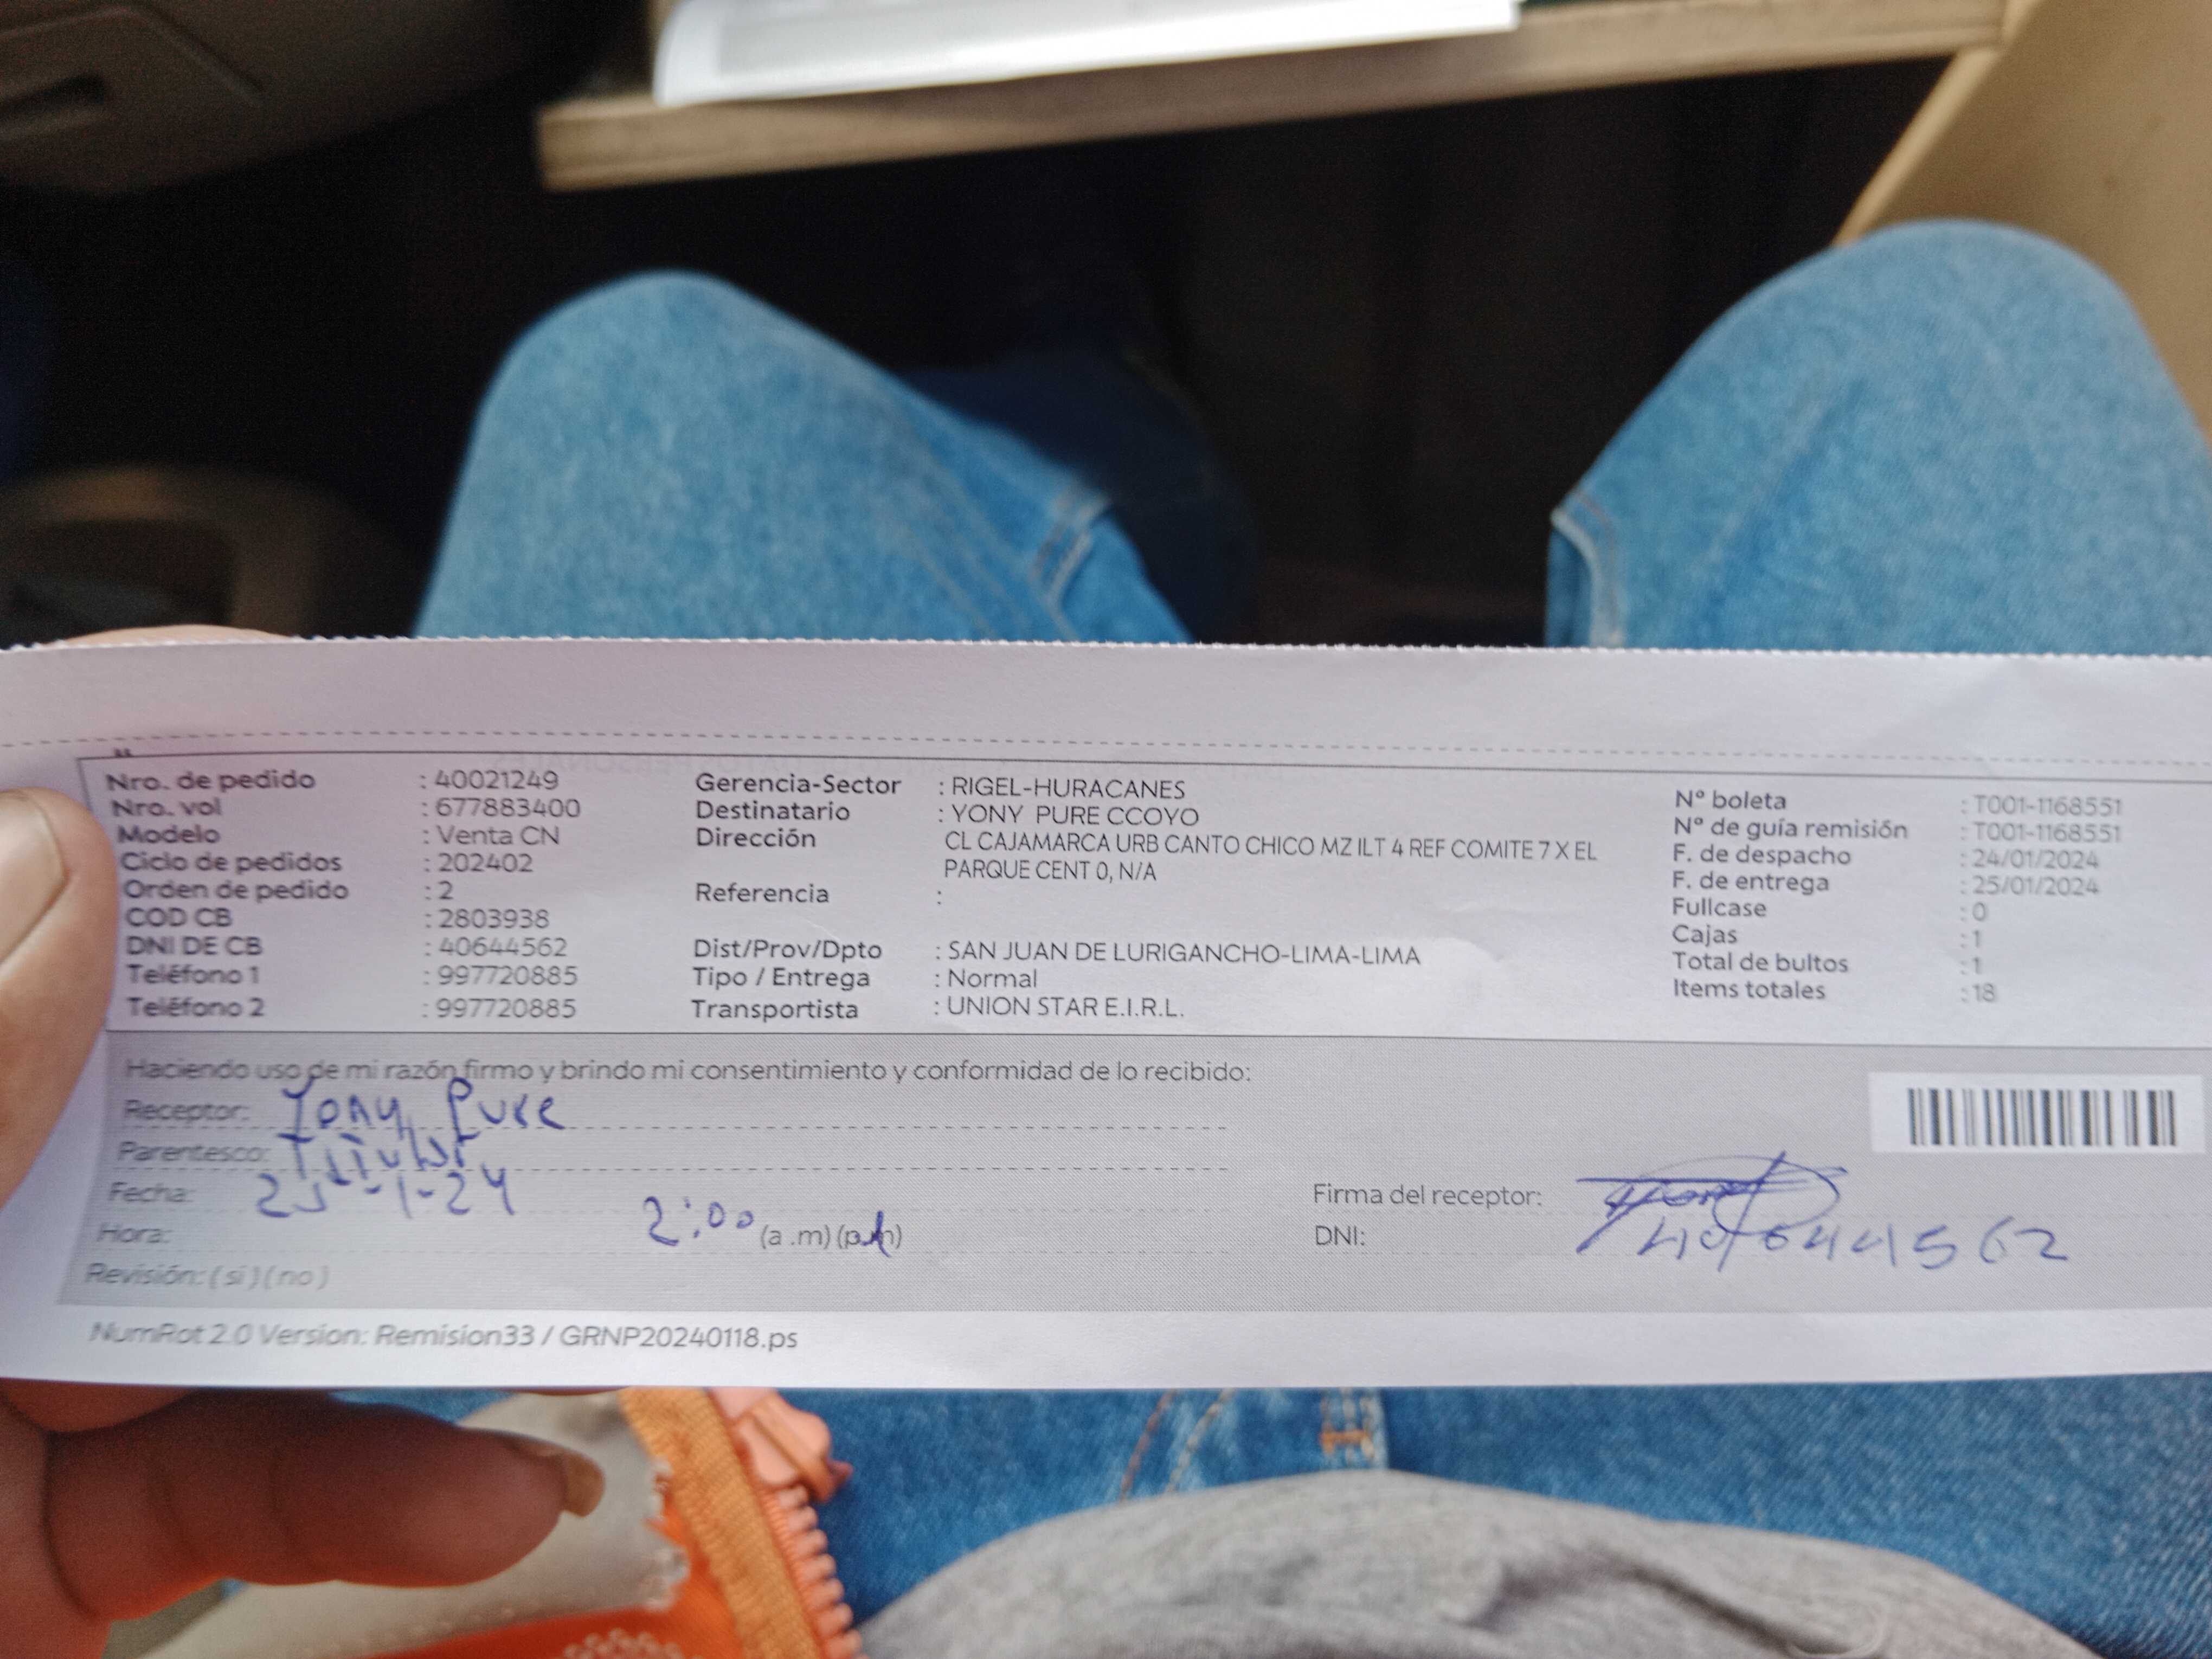 Nro. de pedido : 40021249
Nro. vol : 677883400
Modelo : Venta CN
Ciclo de pedidos : 202402
Orden de pedido : 2
COD CB : 2803938
DNI DE CB : 40644562
Teléfono 1 : 997720885
Teléfono 2 : 997720885
Gerencia-Sector : RIGEL-HURACANES
Destinatario : YONY PURE CCOYO
Dirección CL CAJAMARCA URB CANTO CHICO MZ ILT 4 REF COMITE 7 X EL
PARQUE CENT 0, N/A
Referencia :
Dist/Prov/Dpto : SAN JUAN DE LURIGANCHO-LIMA-LIMA
Tipo / Entrega : Normal
Transportista : UNION STAR E.I.R.L.
Nº boleta : T001-1168551
Nº de guía remisión : T001-1168551
F. de despacho : 24/01/2024
F. de entrega : 25/01/2024
Fullcase : 0
Cajas : 1
Total de bultos : 1
Items totales : 18
Haciendo uso de mi razón firmo y brindo mi consentimiento y conformidad de lo recibido:
Receptor: Yony Pure
Parentesco:
Fecha: 25-1-24
Hora: 2:00 (a .m) (p.m)
Revisión: ( si ) ( no )
Firma del receptor:
DNI: 40644562
NumRot 2.0 Version: Remision33 / GRNP20240118.ps